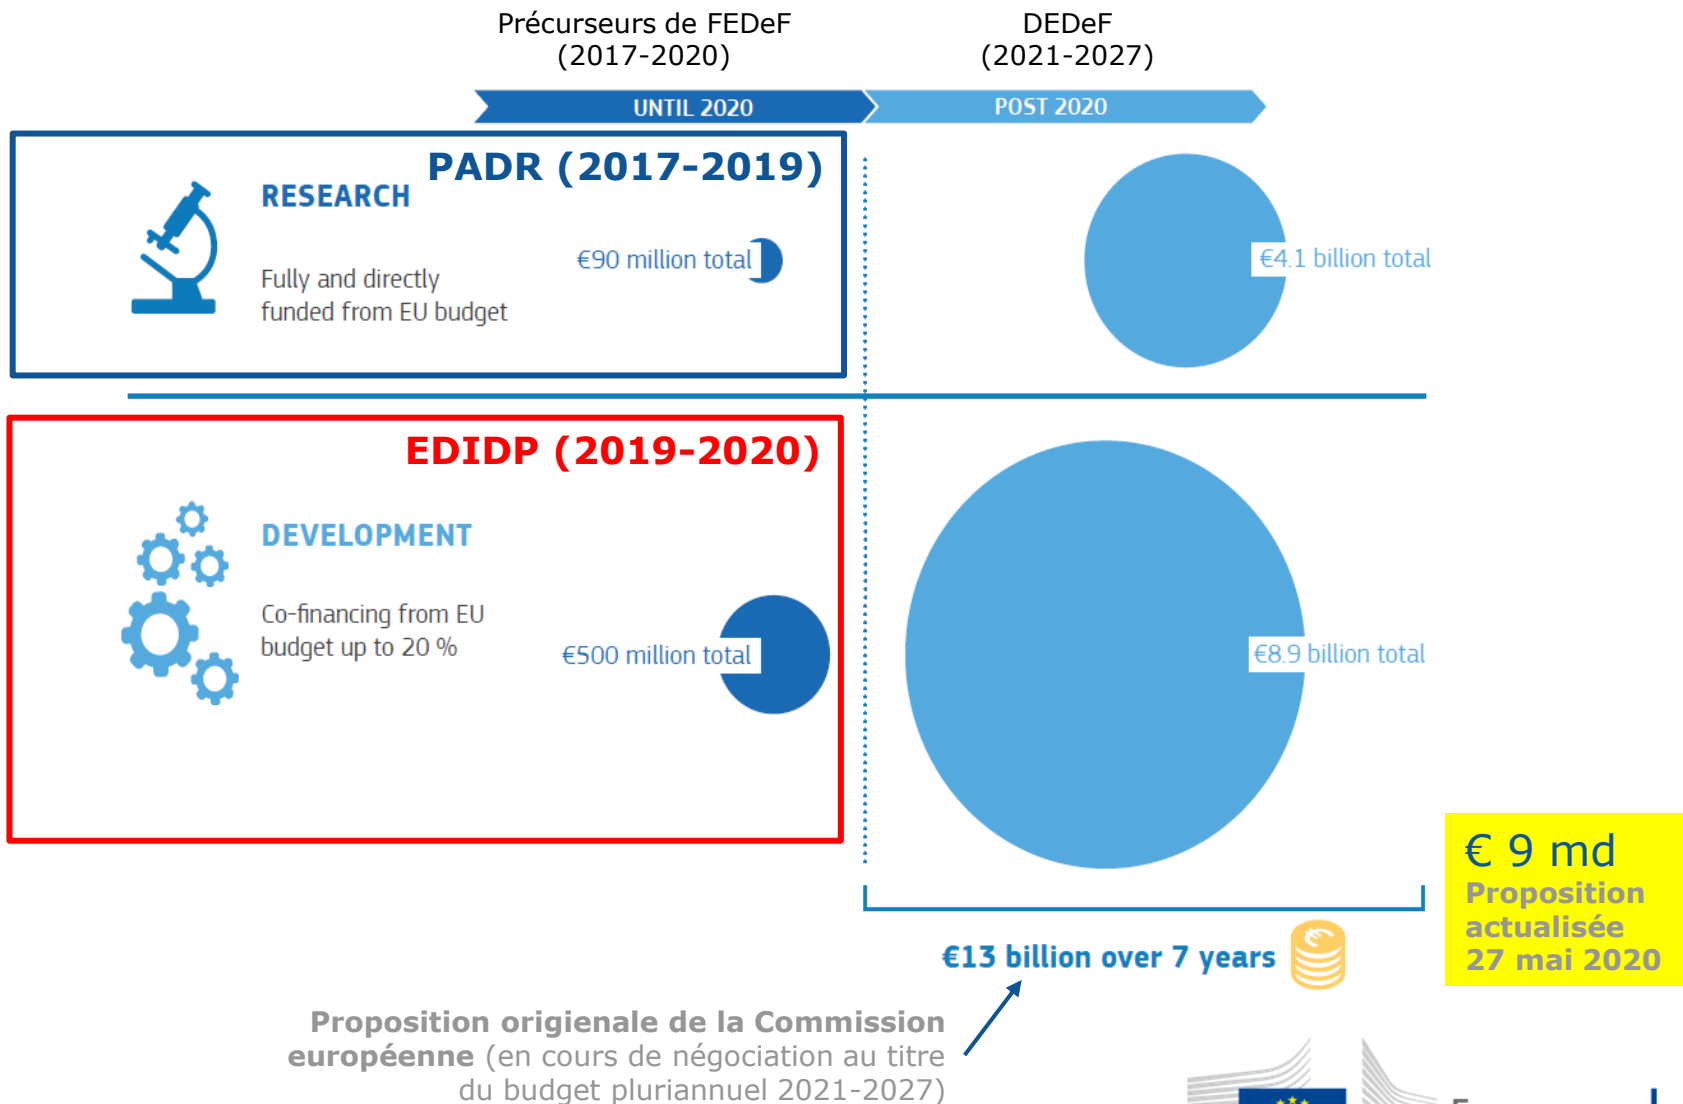 Précurseurs de FEDeF
(2017-2020)
DEDeF
(2021-2027)
UNTIL 2020
POST 2020
PADR (2017-2019)
RESEARCH
€90 million total
Fully and directly
funded from EU budget
€4.1 billion total
EDIDP (2019-2020)
DEVELOPMENT
Co-financing from EU
budget up to 20 %
€500 million total
€8.9 billion total
€ 9 md
Proposition
actualisée
27 mai 2020
€13 billion over 7 years
Proposition origienale de la Commission
européenne (en cours de négociation au titre
du budget pluriannuel 2021-2027)